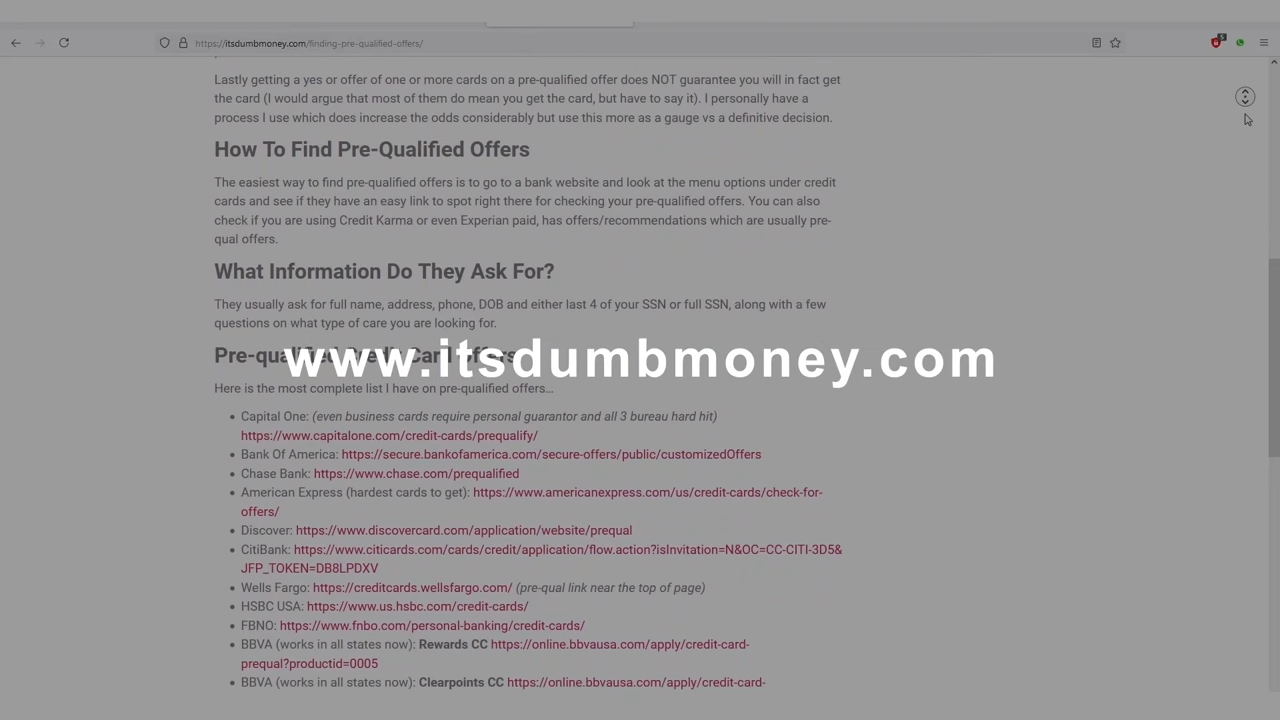 https://itsdumbmoney.com/finding-pre-qualified-offers/
5
Lastly getting a yes or offer of one or more cards on a pre-qualified offer does NOT guarantee you will in fact get
the card (I would argue that most of them do mean you get the card, but have to say it). I personally have a
process I use which does increase the odds considerably but use this more as a gauge vs a definitive decision.
How To Find Pre-Qualified Offers
The easiest way to find pre-qualified offers is to go to a bank website and look at the menu options under credit
cards and see if they have an easy link to spot right there for checking your pre-qualified offers. You can also
check if you are using Credit Karma or even Experian paid, has offers/recommendations which are usually pre-
qual offers.
What Information Do They Ask For?
They usually ask for full name, address, phone, DOB and either last 4 of your SSN or full SSN, along with a few
questions on what type of care you are looking for.
Pre-qualified Credit Card Offers
www.itsdumbmoney.com
Here is the most complete list I have on pre-qualified offers...
• Capital One: (even business cards require personal guarantor and all 3 bureau hard hit)
https://www.capitalone.com/credit-cards/prequalify/
• Bank Of America: https://secure.bankofamerica.com/secure-offers/public/customizedOffers
• Chase Bank: https://www.chase.com/prequalified
• American Express (hardest cards to get): https://www.americanexpress.com/us/credit-cards/check-for-
offers/
• Discover: https://www.discovercard.com/application/website/prequal
• CitiBank: https://www.citicards.com/cards/credit/application/flow.action?isInvitation=N&OC=CC-CITI-3D5&
JFP_TOKEN=DB8LPDXV
• Wells Fargo: https://creditcards.wellsfargo.com/ (pre-qual link near the top of page)
• HSBC USA: https://www.us.hsbc.com/credit-cards/
• FBNO: https://www.fnbo.com/personal-banking/credit-cards/
• BBVA (works in all states now): Rewards CC https://online.bbvausa.com/apply/credit-card-
prequal?productid=0005
• BBVA (works in all states now): Clearpoints CC https://online.bbvausa.com/apply/credit-card-